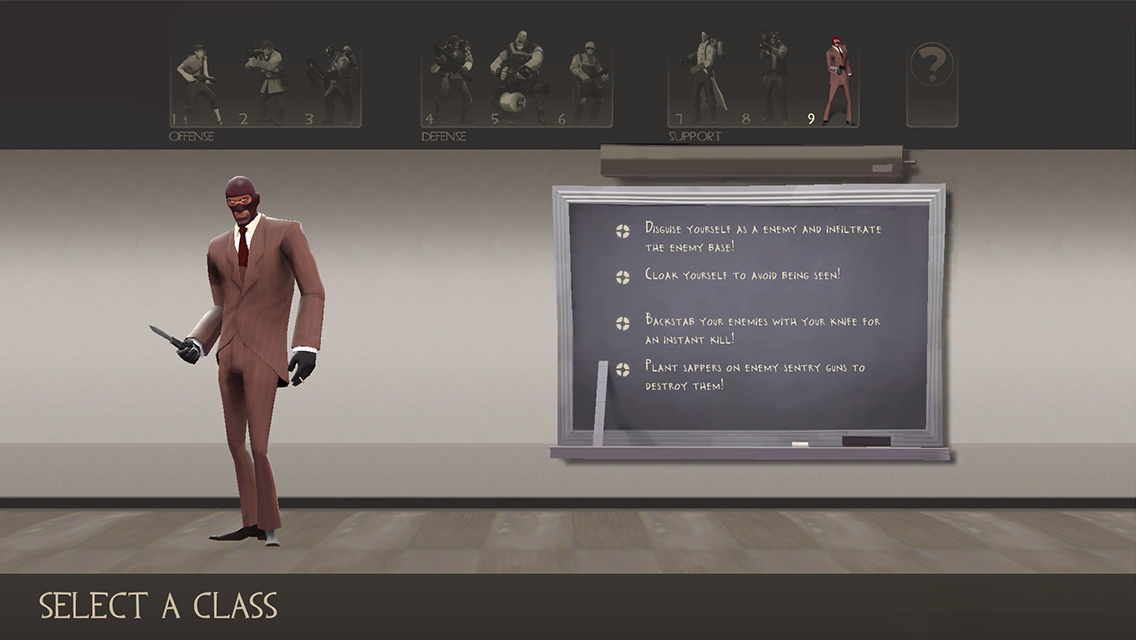 1 2 3 4 5 6 7 8 9 ?
OFFENSE DEFENSE SUPPORT
DISGUISE YOURSELF AS A ENEMY AND INFILTRATE
THE ENEMY BASE!
CLOAK YOURSELF TO AVOID BEING SEEN!
BACKSTAB YOUR ENEMIES WITH YOUR KNIFE FOR
AN INSTANT KILL!
PLANT SAPPERS ON ENEMY SENTRY GUNS TO
DESTROY THEM!
SELECT A CLASS